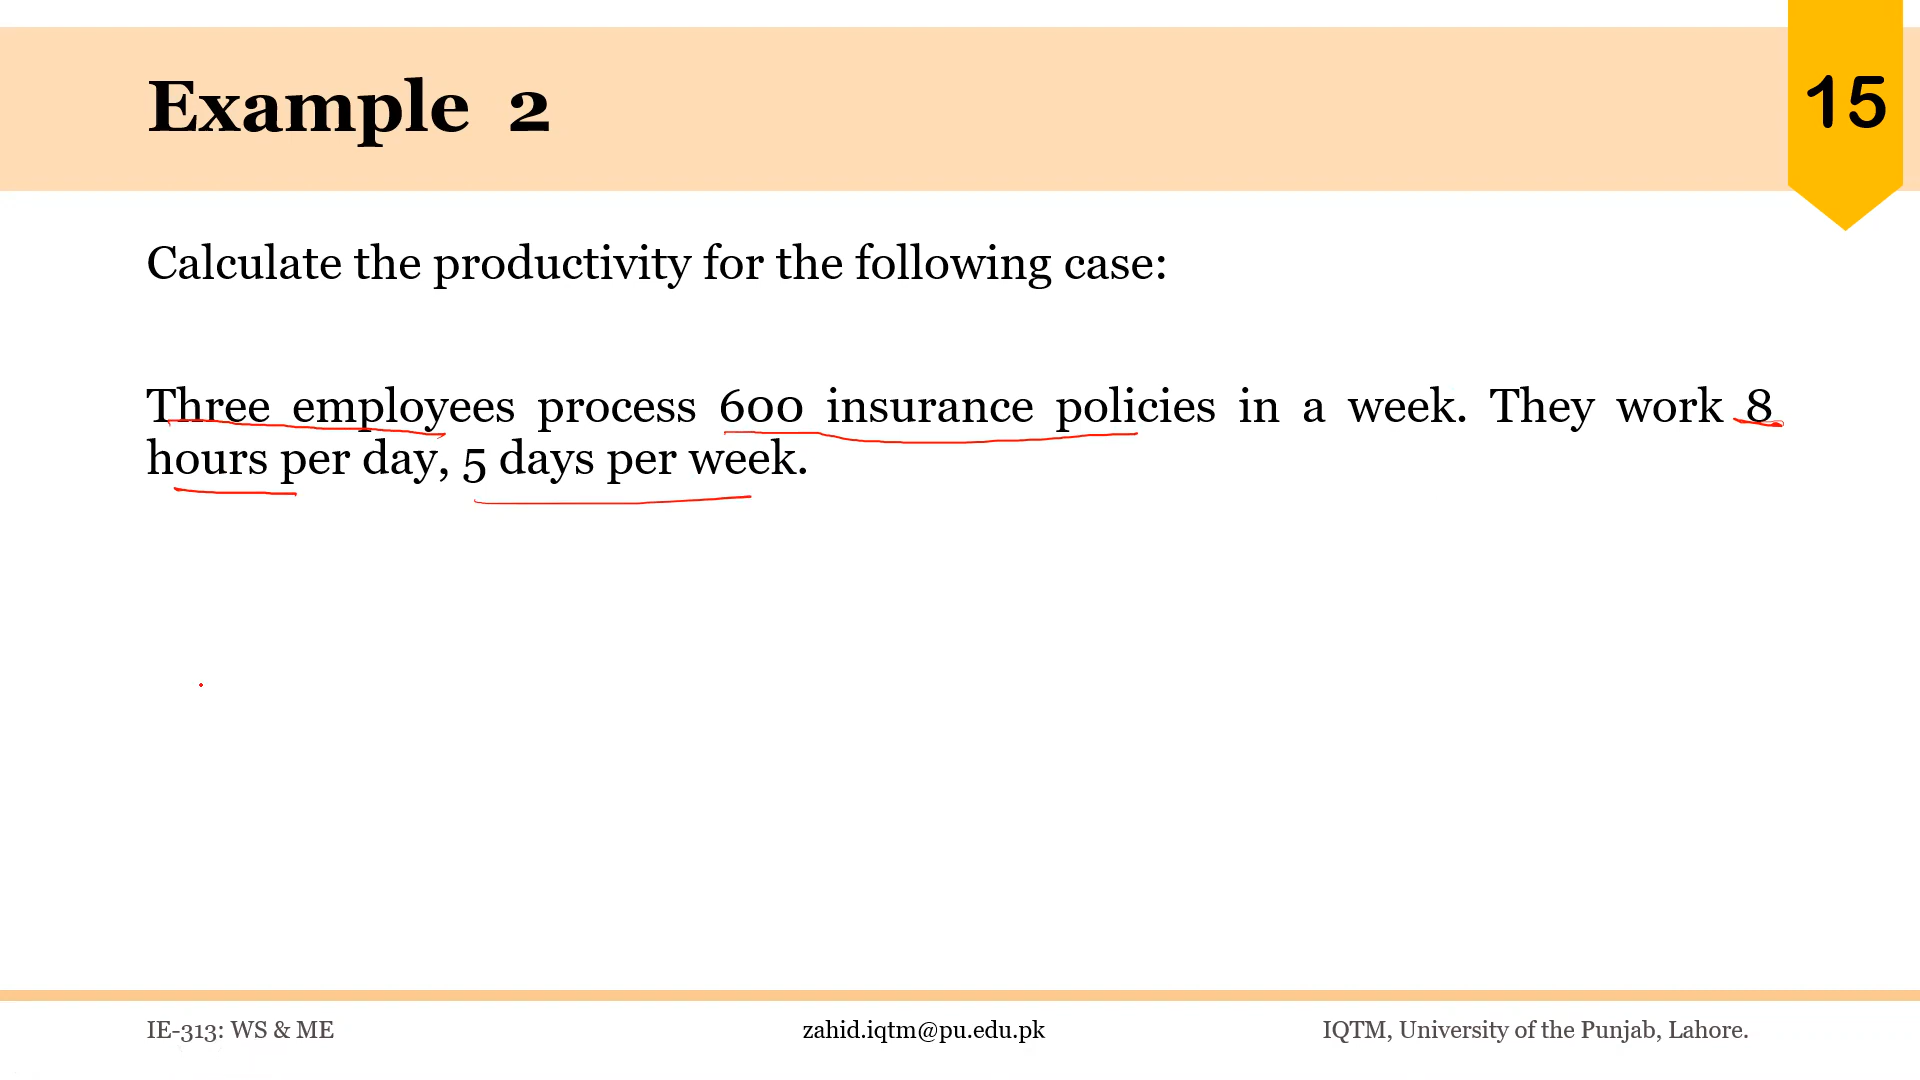 Example 2
15
Calculate the productivity for the following case:
Three employees process 600 insurance policies in a week. They work 8
hours per day, 5 days per week.
IE-313: WS & ME
zahid.iqtm@pu.edu.pk
IQTM, University of the Punjab, Lahore.